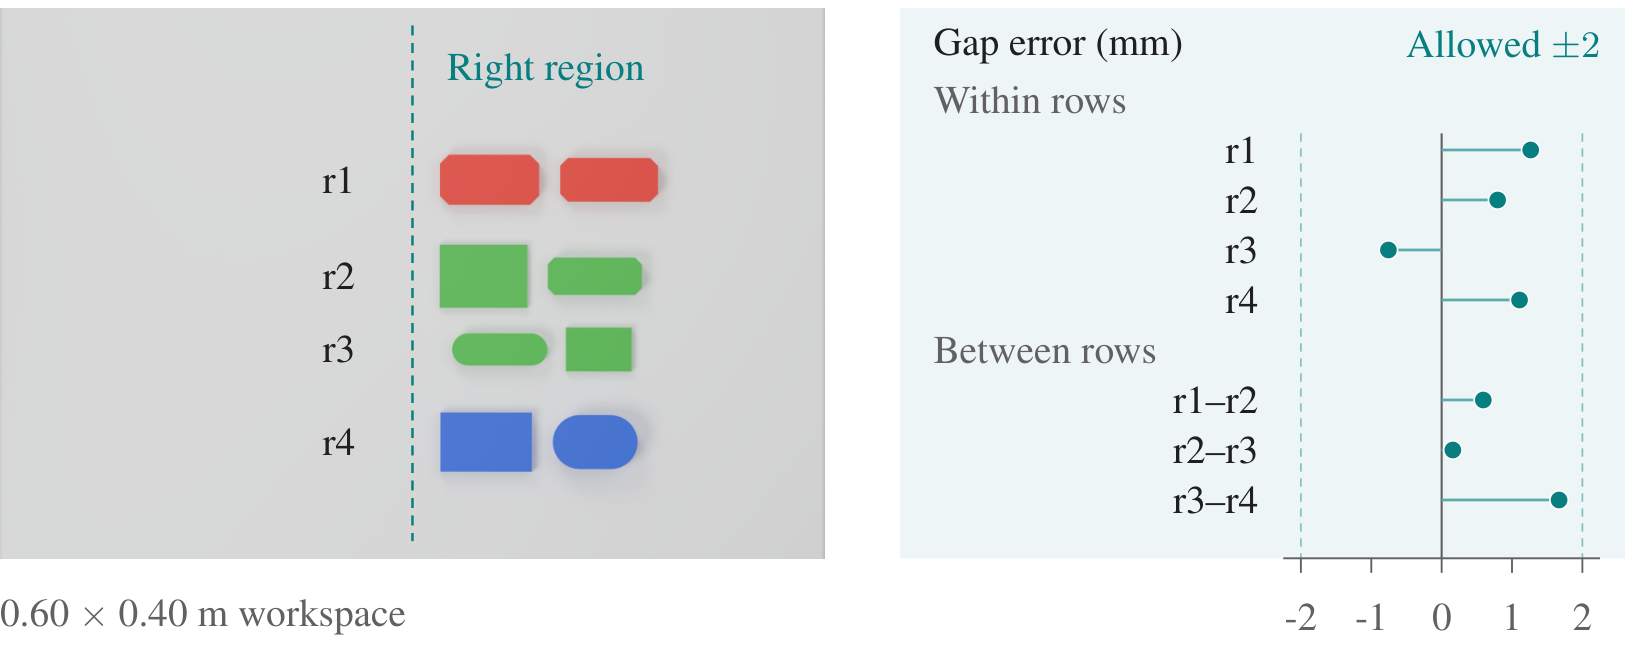 Right region
r1
r2
r3
r4
0.60 × 0.40 m workspace
Gap error (mm)
Allowed ±2
Within rows
r1
r2
r3
r4
Between rows
r1–r2
r2–r3
r3–r4
-2 -1 0 1 2